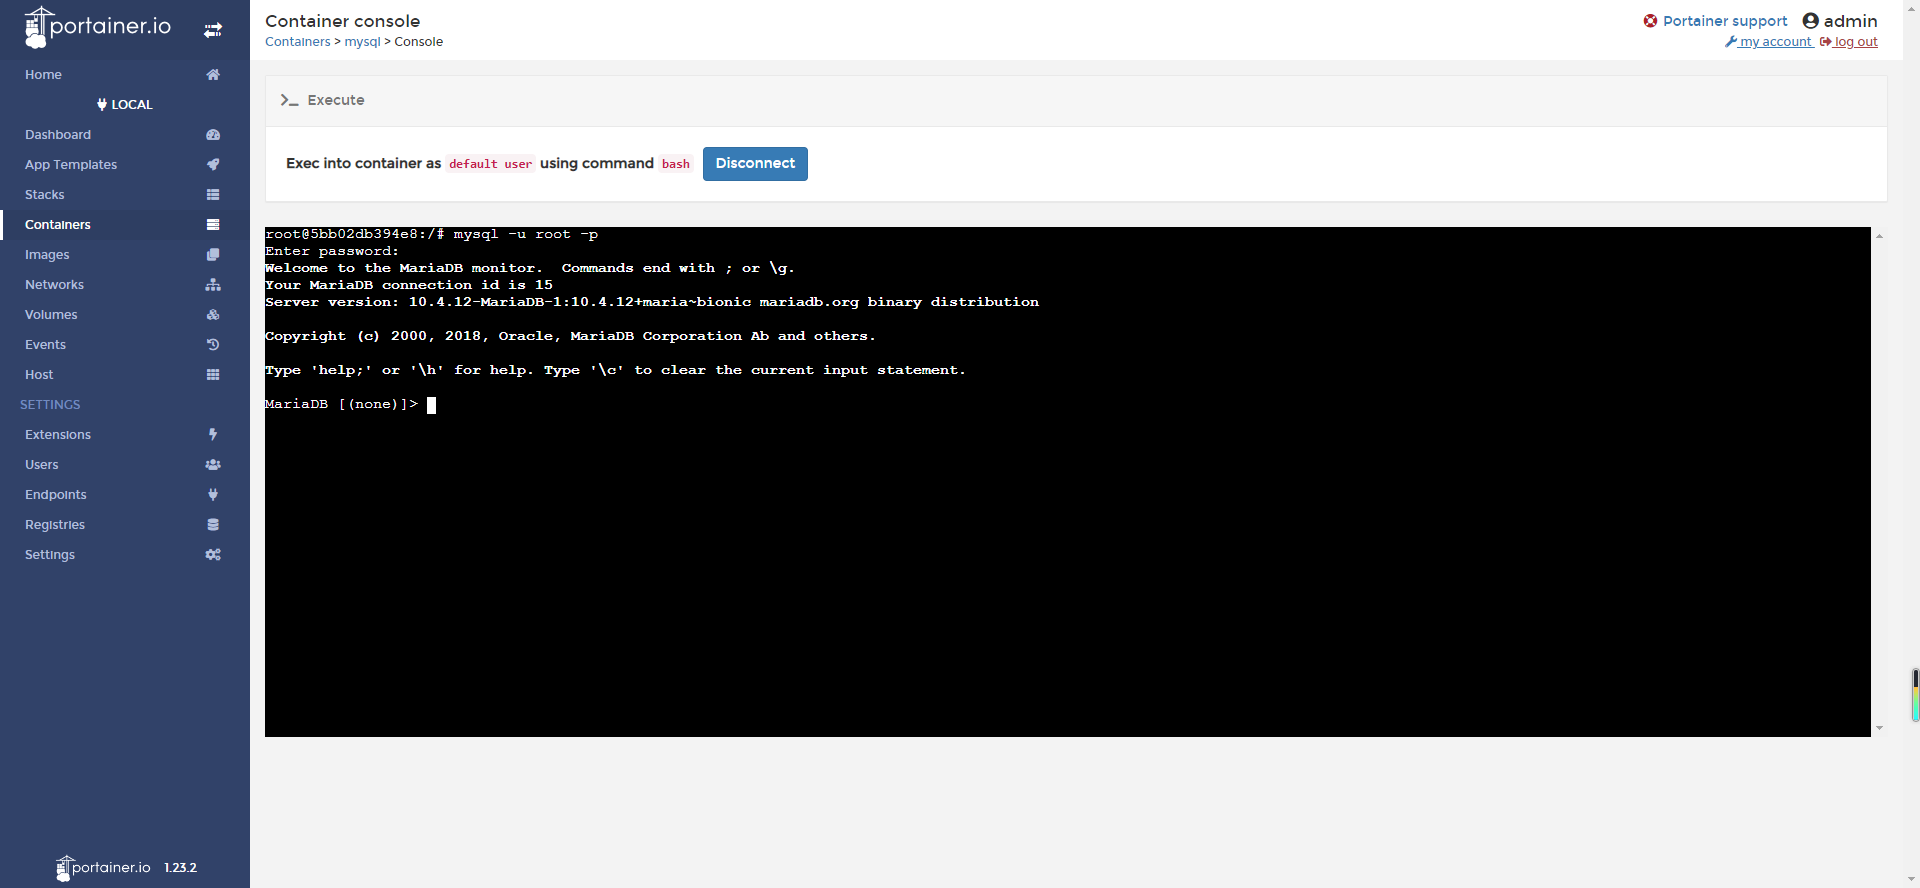 portainer.io
Home
LOCAL
Dashboard
App Templates
Stacks
Containers
Images
Networks
Volumes
Events
Host
SETTINGS
Extensions
Users
Endpoints
Registries
Settings
portainer.io 1.23.2
Container console
Containers > mysql > Console
Portainer support admin
my account log out
>_ Execute
Exec into container as default user using command bash Disconnect
root@5bb02db394e8:/# mysql -u root -p
Enter password:
Welcome to the MariaDB monitor.  Commands end with ; or \g.
Your MariaDB connection id is 15
Server version: 10.4.12-MariaDB-1:10.4.12+maria~bionic mariadb.org binary distribution
Copyright (c) 2000, 2018, Oracle, MariaDB Corporation Ab and others.
Type 'help;' or '\h' for help. Type '\c' to clear the current input statement.
MariaDB [(none)]>